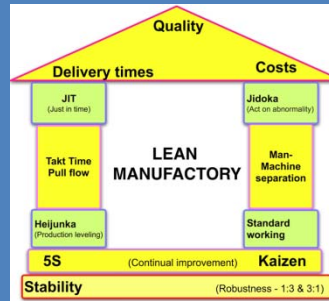 Quality
Delivery times Costs
JIT
(Just in time)
Jidoka
(Act on abnormality)
Takt Time
Pull flow
LEAN
MANUFACTORY
Man-
Machine
separation
Heijunka
(Production leveling)
Standard
working
5S (Continual improvement) Kaizen
Stability (Robustness - 1:3 & 3:1)